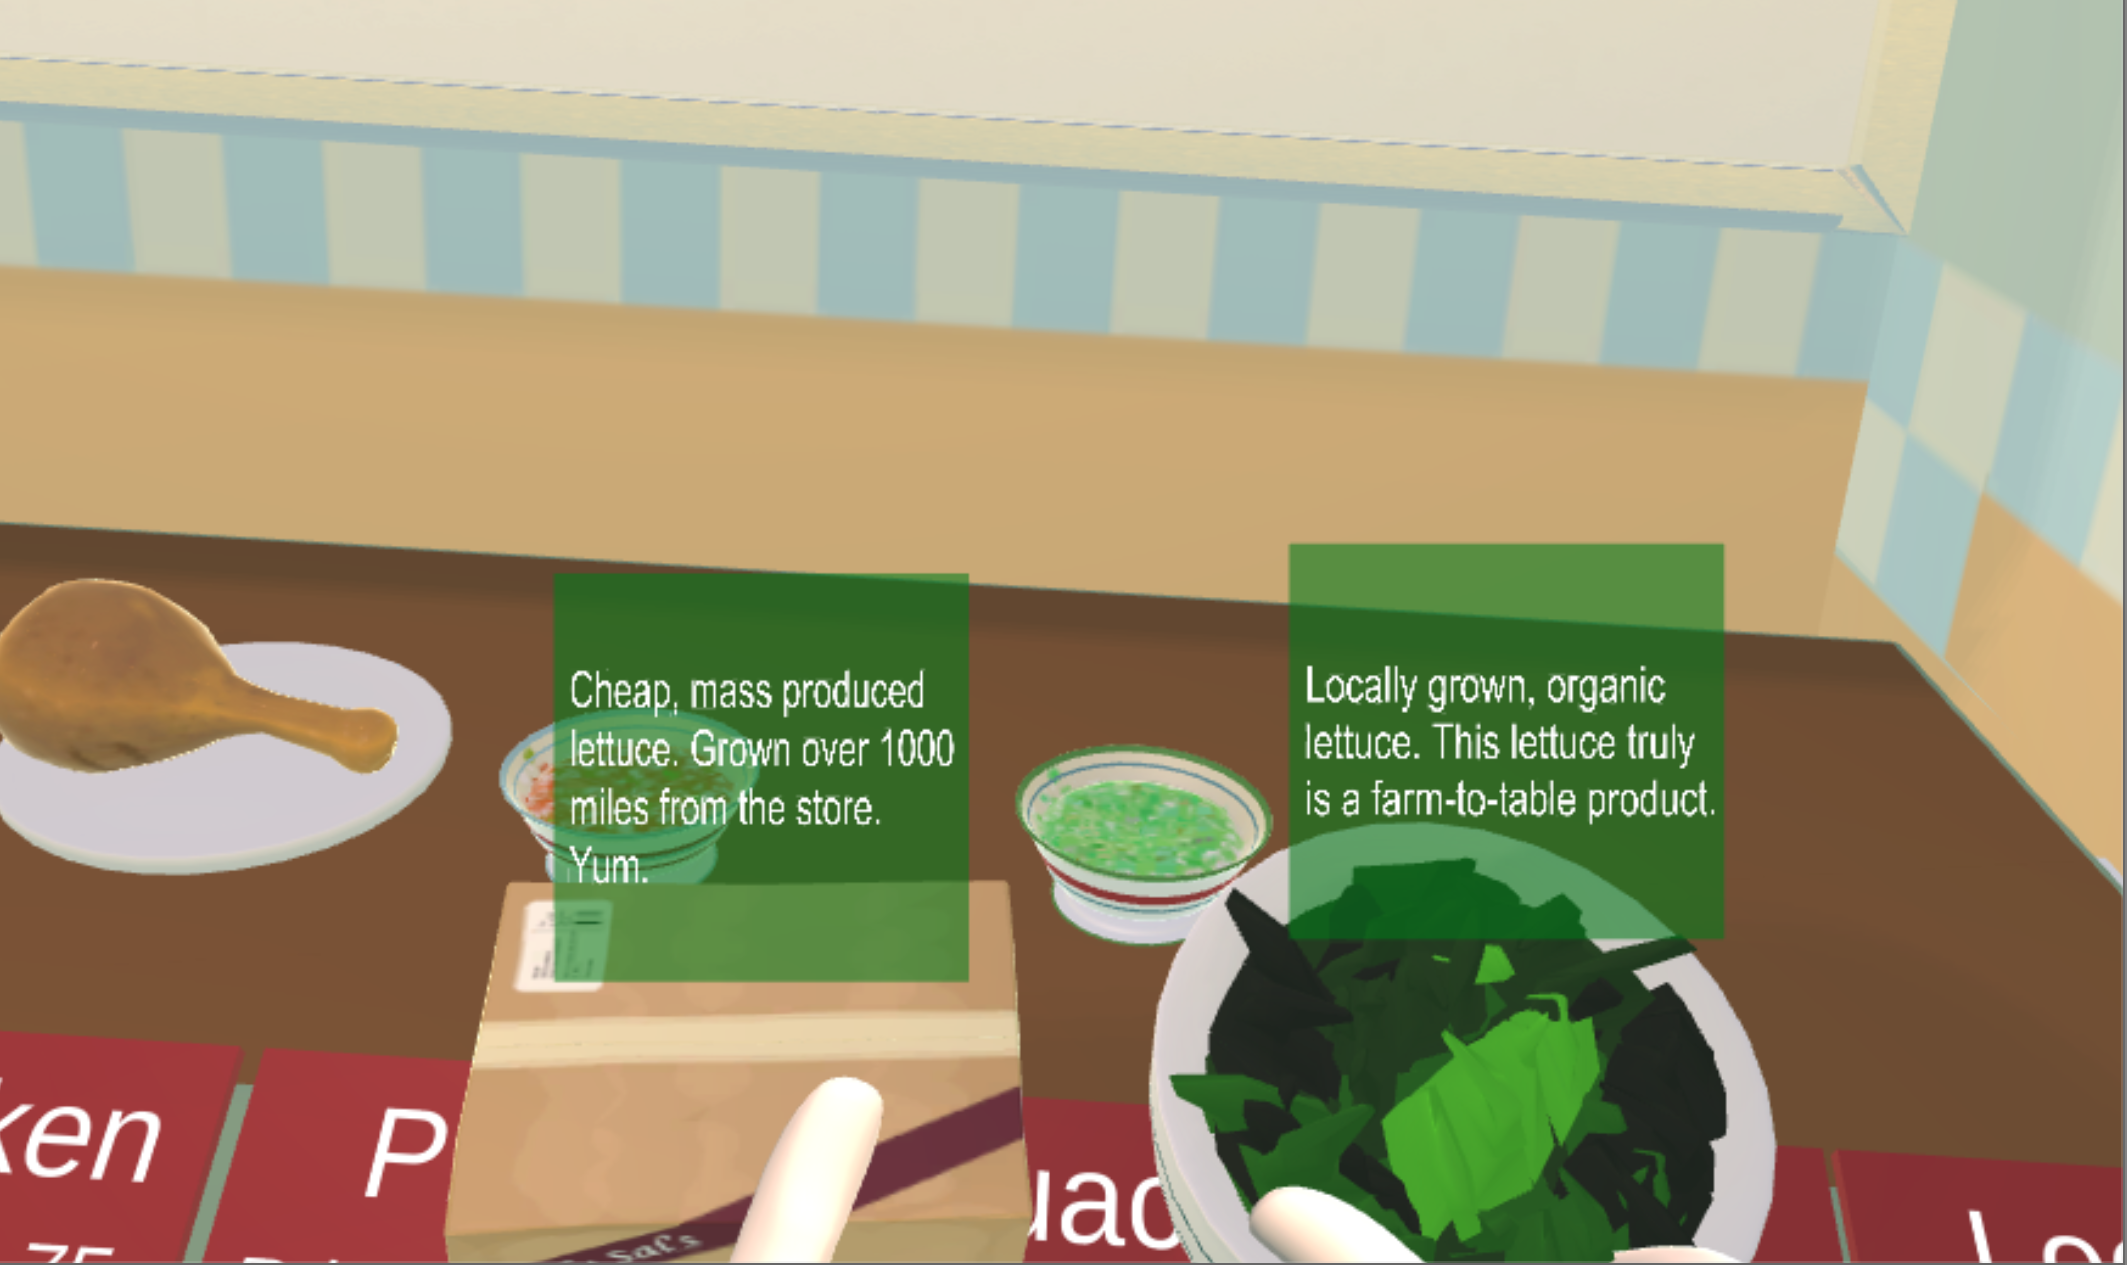 Cheap, mass produced
lettuce. Grown over 1000
miles from the store.
Yum.
Locally grown, organic
lettuce. This lettuce truly
is a farm-to-table product.